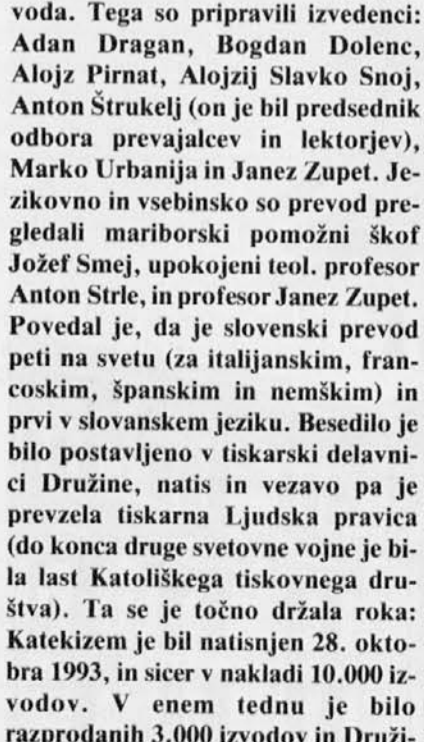 voda. Tega so pripravili izvedenci:
Adan Dragan, Bogdan Dolenc,
Alojz Pirnat, Alojzij Slavko Snoj,
Anton Štrukelj (on je bil predsednik
odbora prevajalcev in lektorjev),
Marko Urbanija in Janez Zupet. Je-
zikovno in vsebinsko so prevod pre-
gledali mariborski pomožni škof
Jožef Smej, upokojeni teol. profesor
Anton Strle, in profesor Janez Zupet.
Povedal je, da je slovenski prevod
peti na svetu (za italijanskim, fran-
coskim, španskim in nemškim) in
prvi v slovanskem jeziku. Besedilo je
bilo postavljeno v tiskarski delavni-
ci Družine, natis in vezavo pa je
prevzela tiskarna Ljudska pravica
(do konca druge svetovne vojne je bi-
la last Katoliškega tiskovnega dru-
štva). Ta se je točno držala roka:
Katekizem je bil natisnjen 28. okto-
bra 1993, in sicer v nakladi 10.000 iz-
vodov. V enem tednu je bilo
razprodanih 3.000 izvodov in Druži-